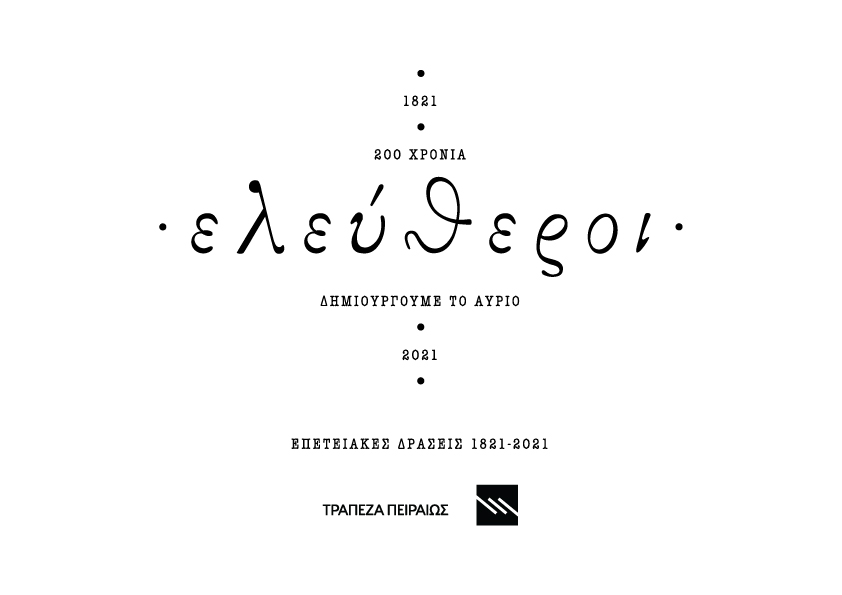 1821
200 ΧΡΟΝΙΑ
· ελεύθεροι ·
ΔΗΜΙΟΥΡΓΟΥΜΕ ΤΟ ΑΥΡΙΟ
2021
ΕΠΕΤΕΙΑΚΕΣ ΔΡΑΣΕΙΣ 1821-2021
ΤΡΑΠΕΖΑ ΠΕΙΡΑΙΩΣ